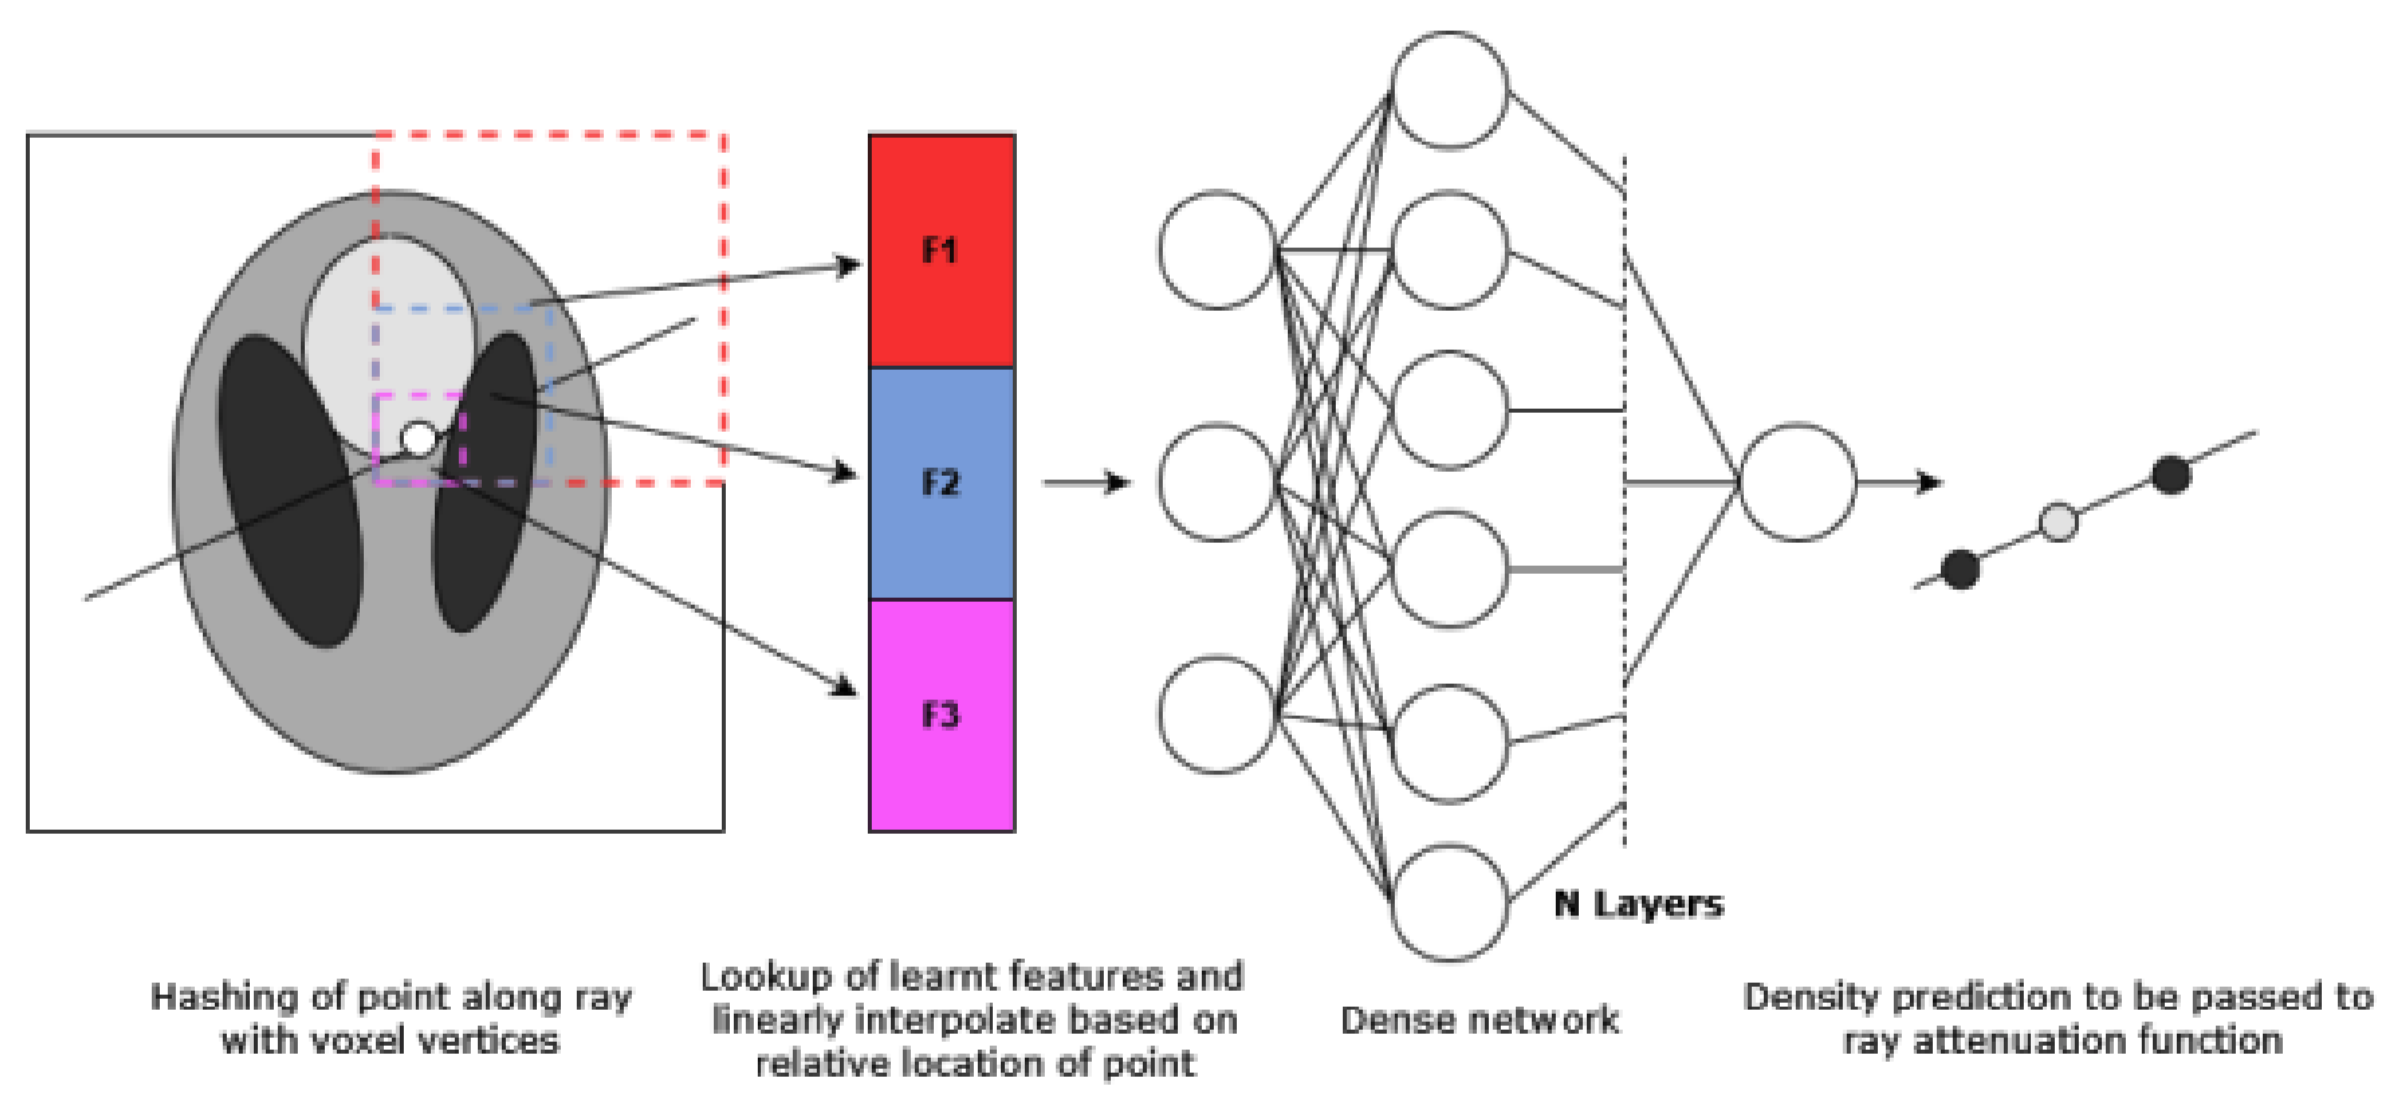 F1
F2
F3
N Layers
Hashing of point along ray
with voxel vertices
Lookup of learnt features and
linearly interpolate based on
relative location of point
Dense network
Density prediction to be passed to
ray attenuation function